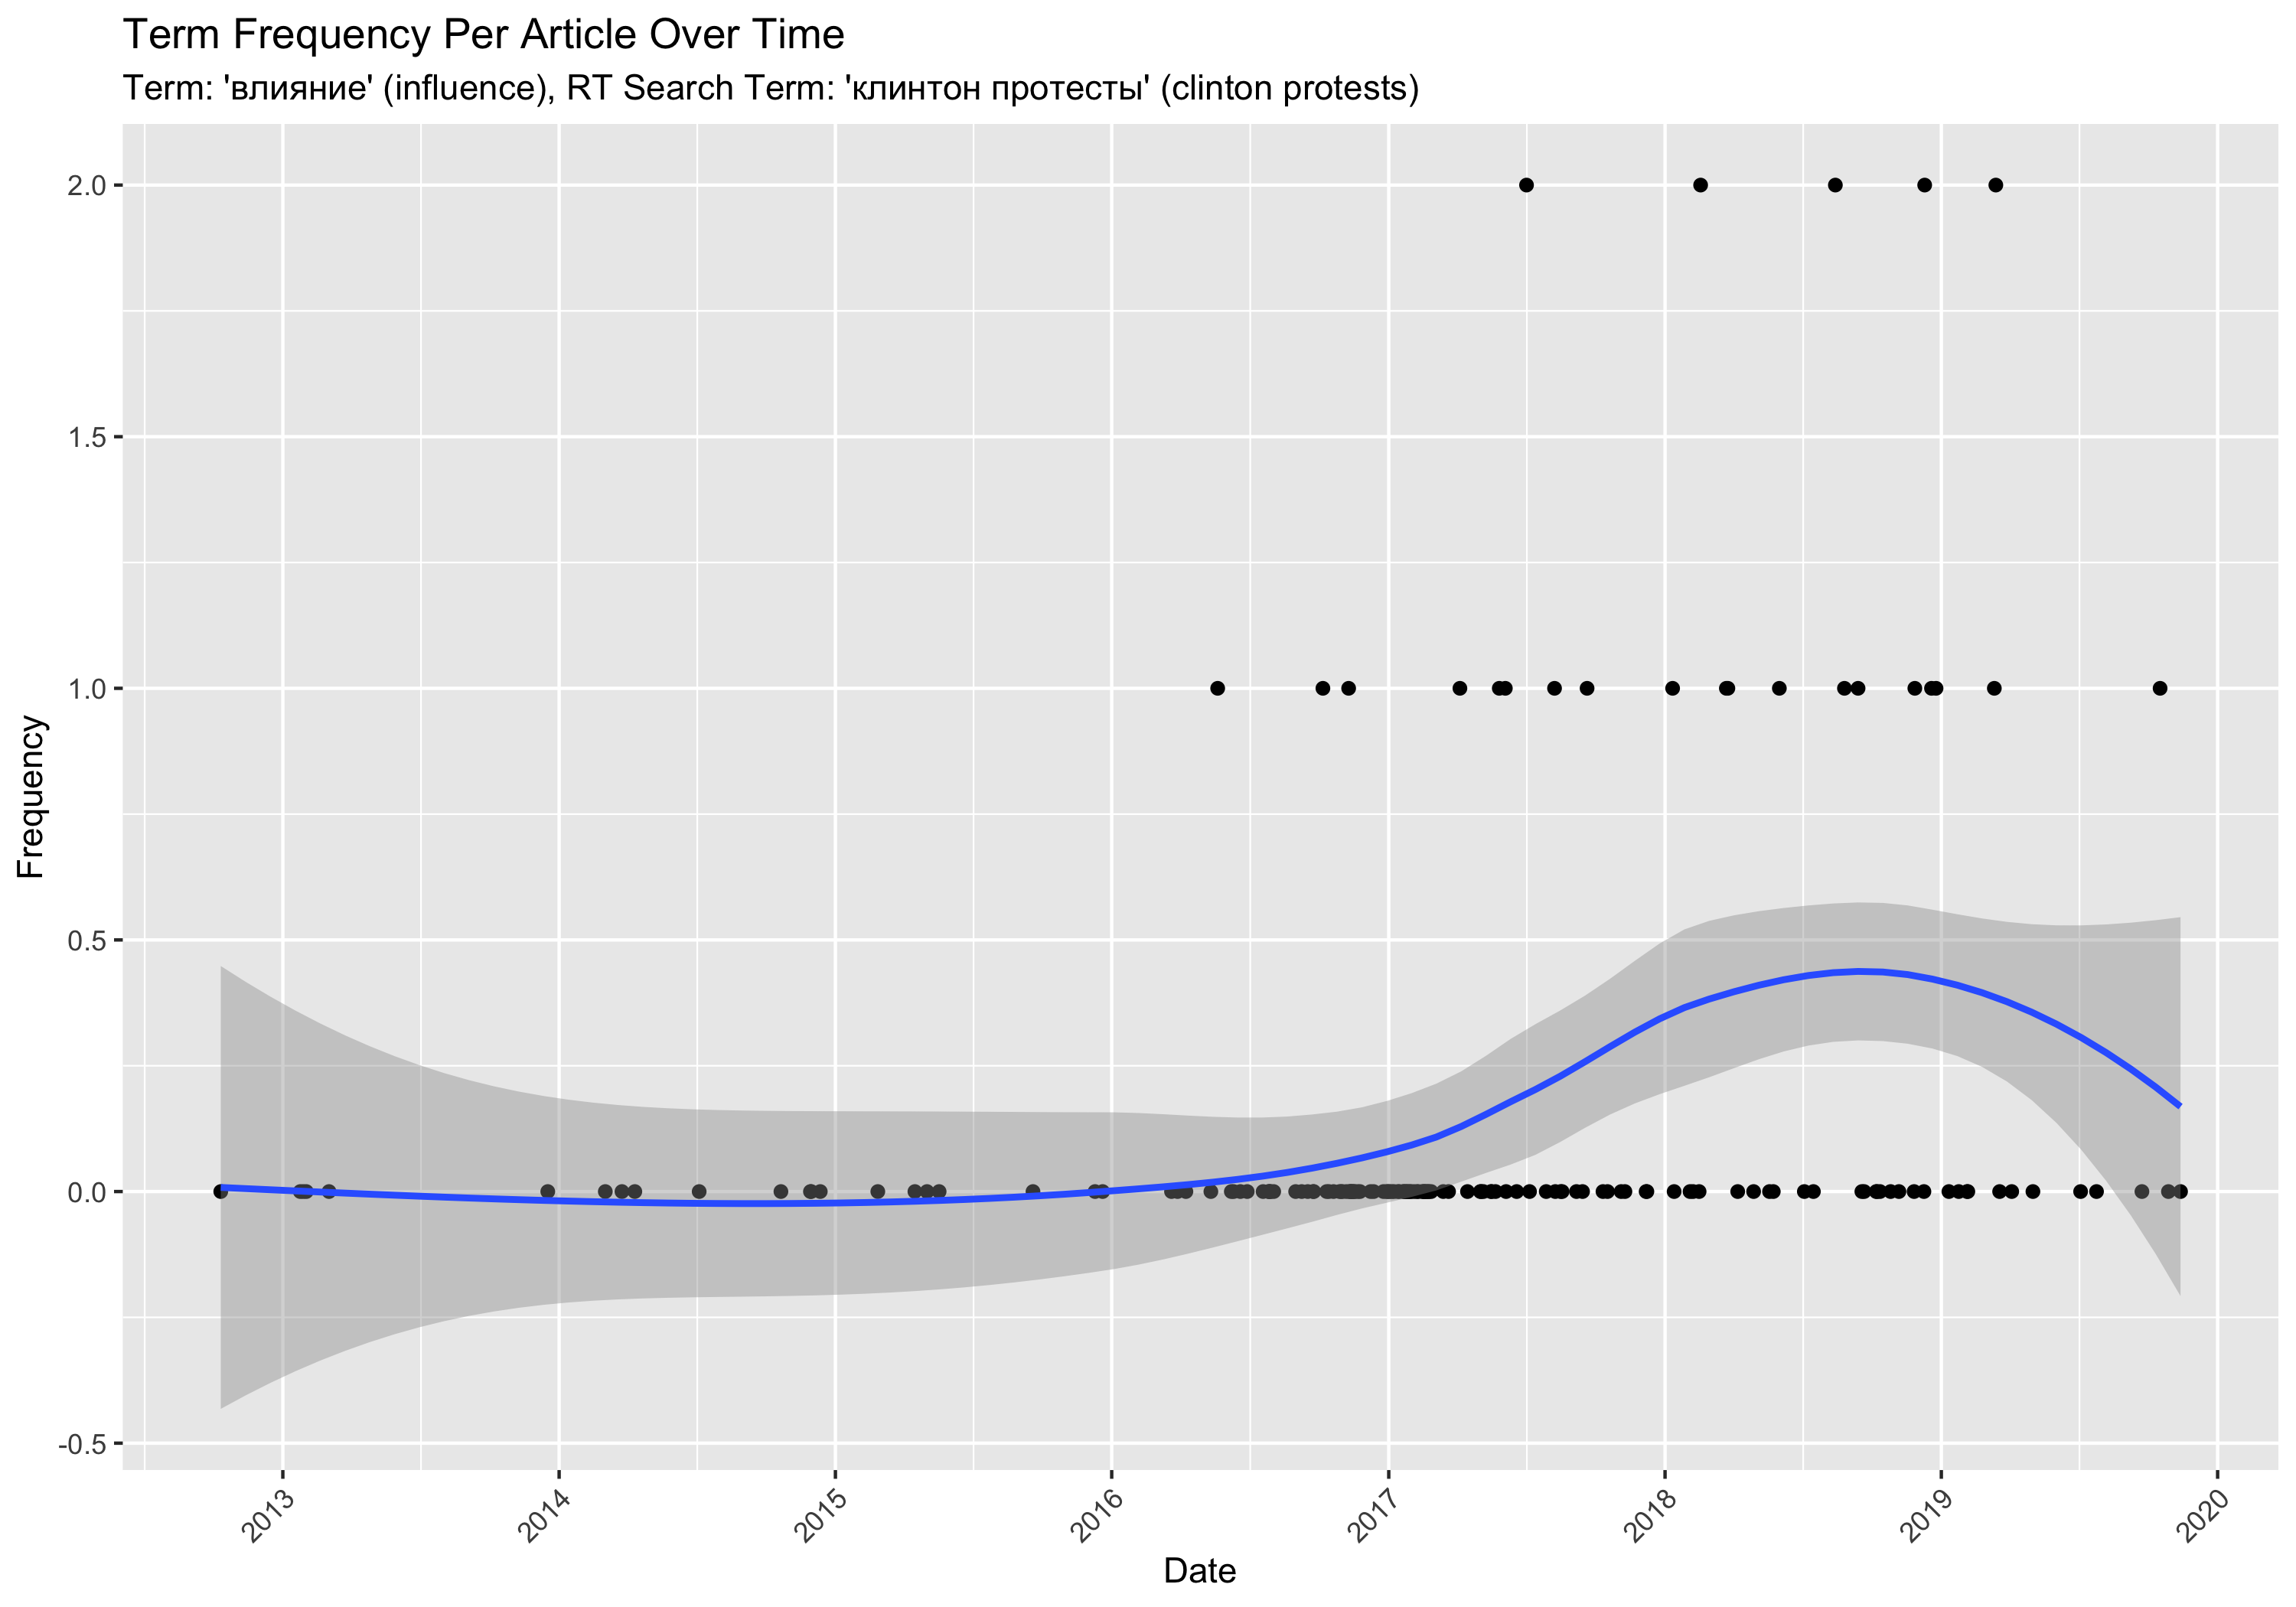 Term Frequency Per Article Over Time
Term: 'влияние' (influence), RT Search Term: 'клинтон протесты' (clinton protests)
Frequency
2.0
1.5
1.0
0.5
0.0
-0.5
2013 2014 2015 2016 2017 2018 2019 2020
Date